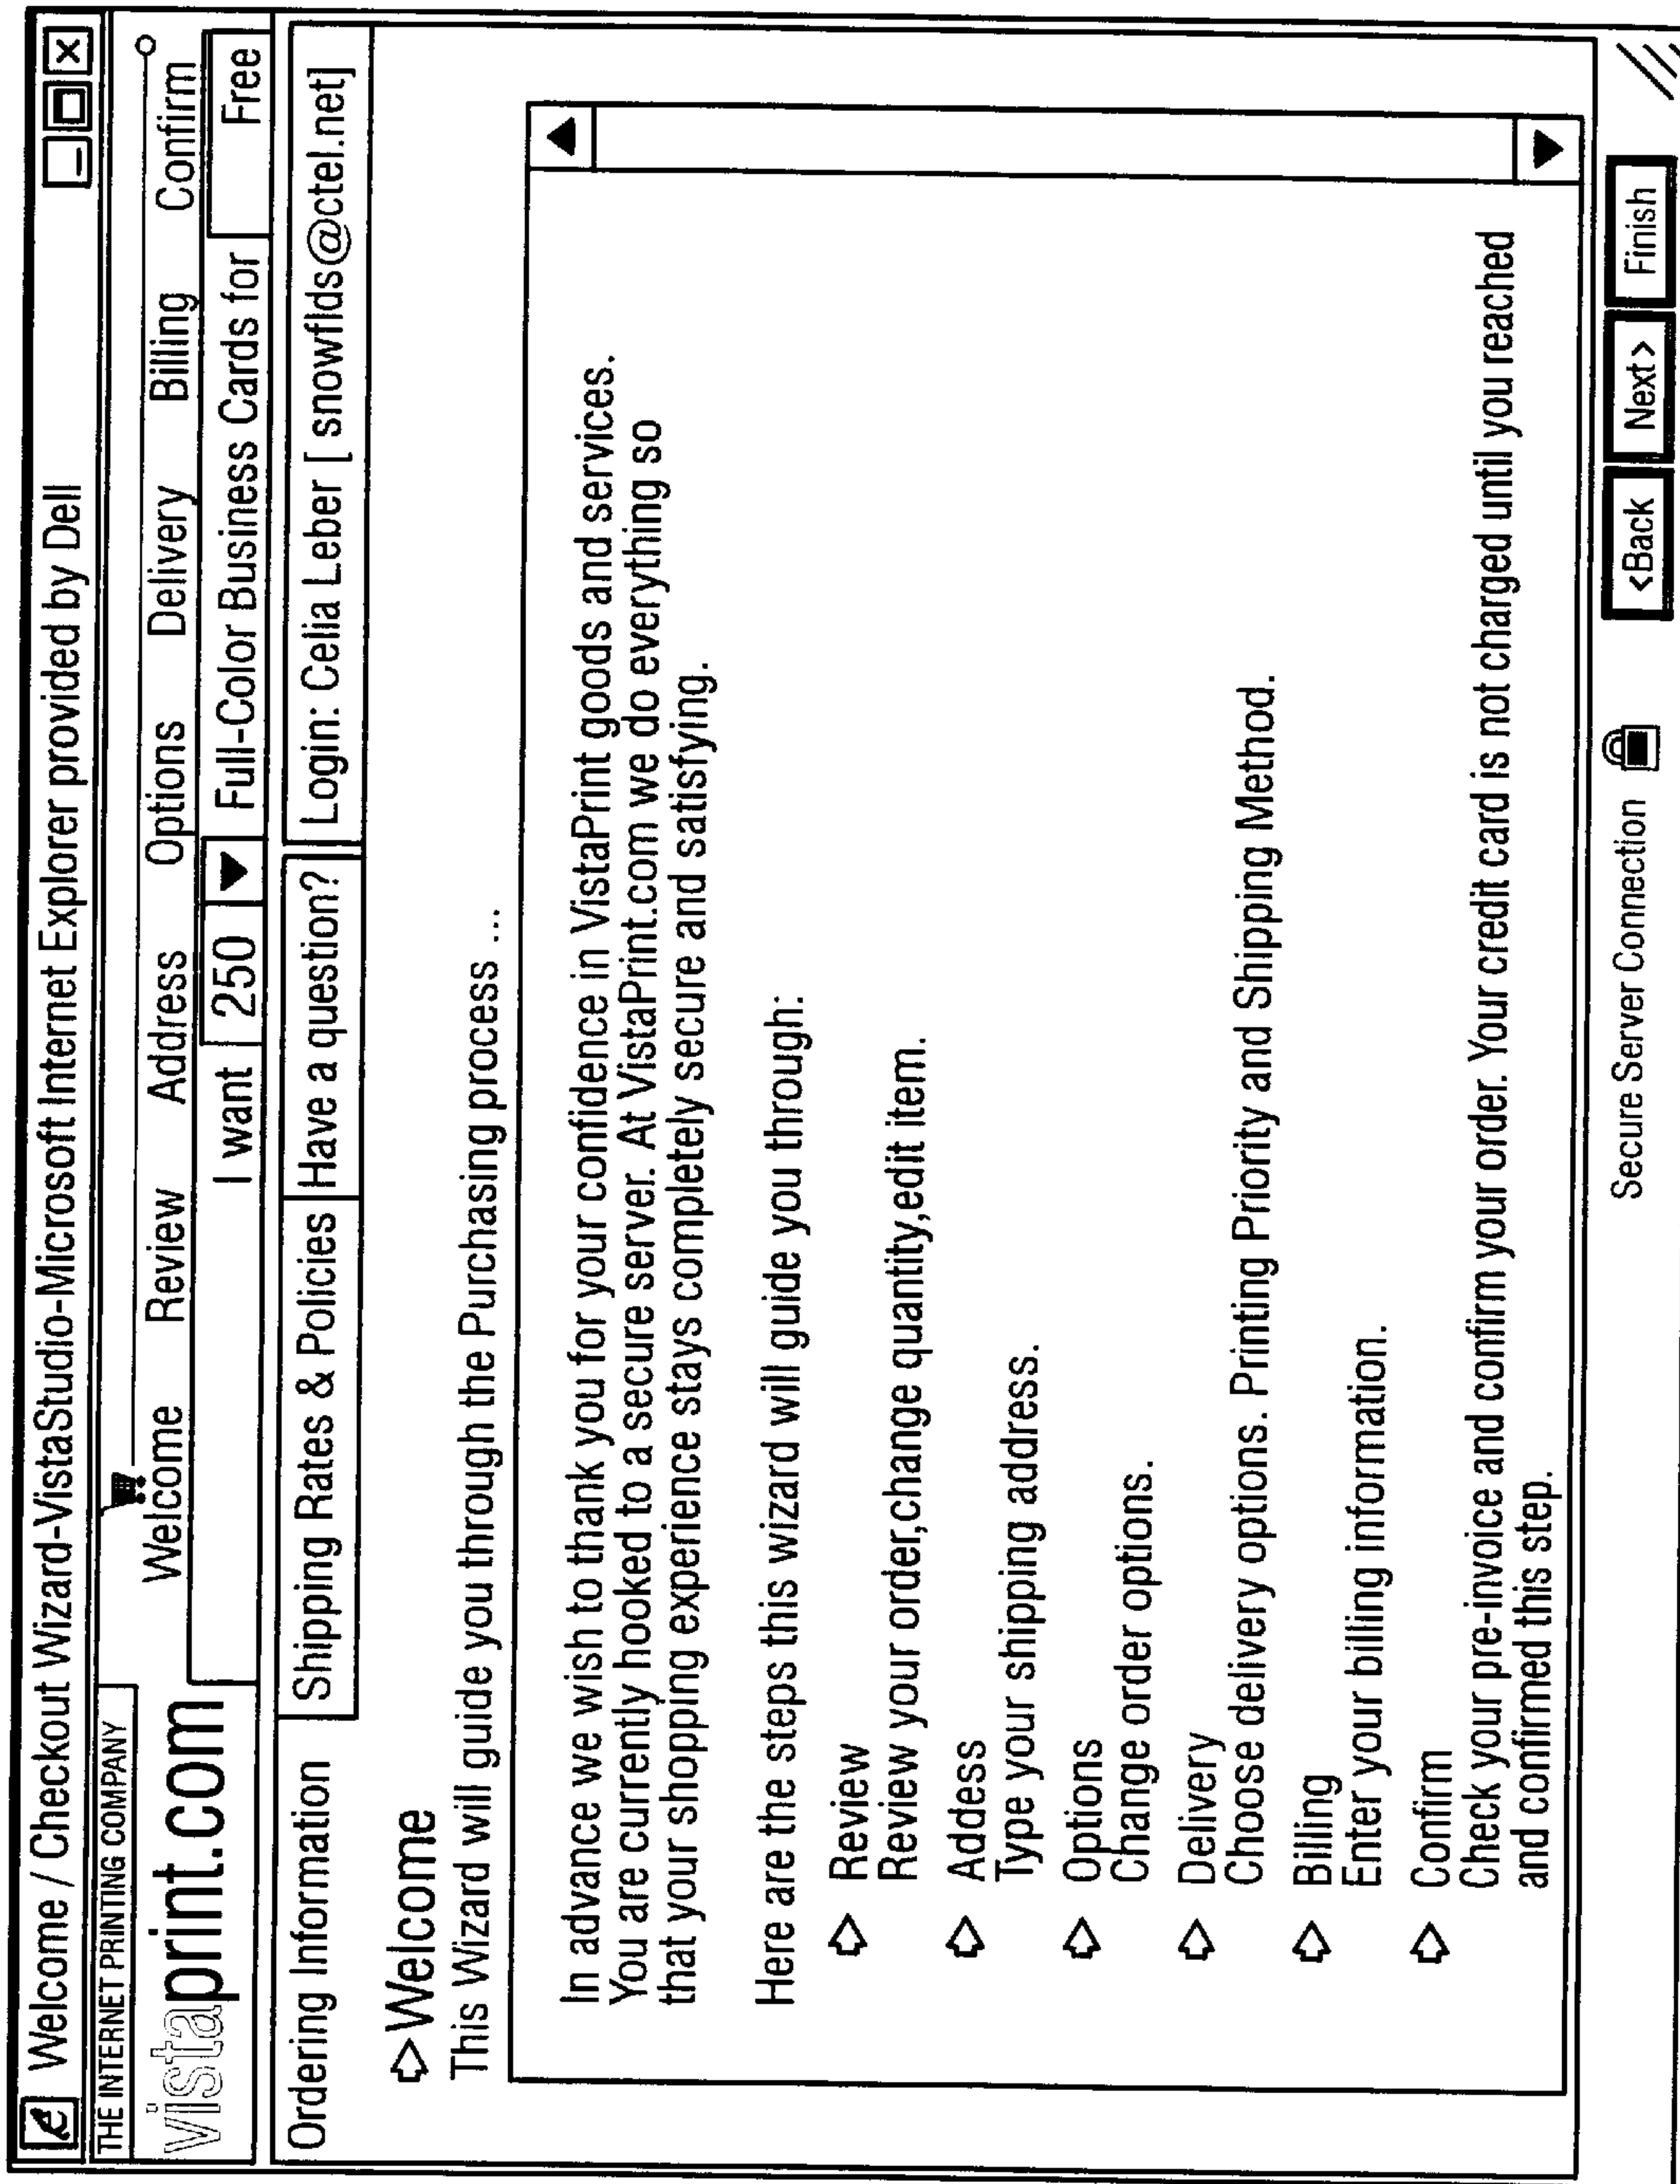 Welcome / Checkout Wizard-VistaStudio-Microsoft Internet Explorer provided by Dell
THE INTERNET PRINTING COMPANY
vistaprint.com
Welcome Review Address Options Delivery Billing Confirm
I want 250 Full-Color Business Cards for Free
Ordering Information Shipping Rates & Policies Have a question? Login: Celia Leber [ snowflds@ctel.net]
Welcome
This Wizard will guide you through the Purchasing process ...
In advance we wish to thank you for your confidence in VistaPrint goods and services.
You are currently hooked to a secure server. At VistaPrint.com we do everything so
that your shopping experience stays completely secure and satisfying.
Here are the steps this wizard will guide you through:
Review
Review your order,change quantity,edit item.
Addess
Type your shipping address.
Options
Change order options.
Delivery
Choose delivery options. Printing Priority and Shipping Method.
Billing
Enter your billing information.
Confirm
Check your pre-invoice and confirm your order. Your credit card is not charged until you reached
and confirmed this step.
Secure Server Connection <Back Next> Finish